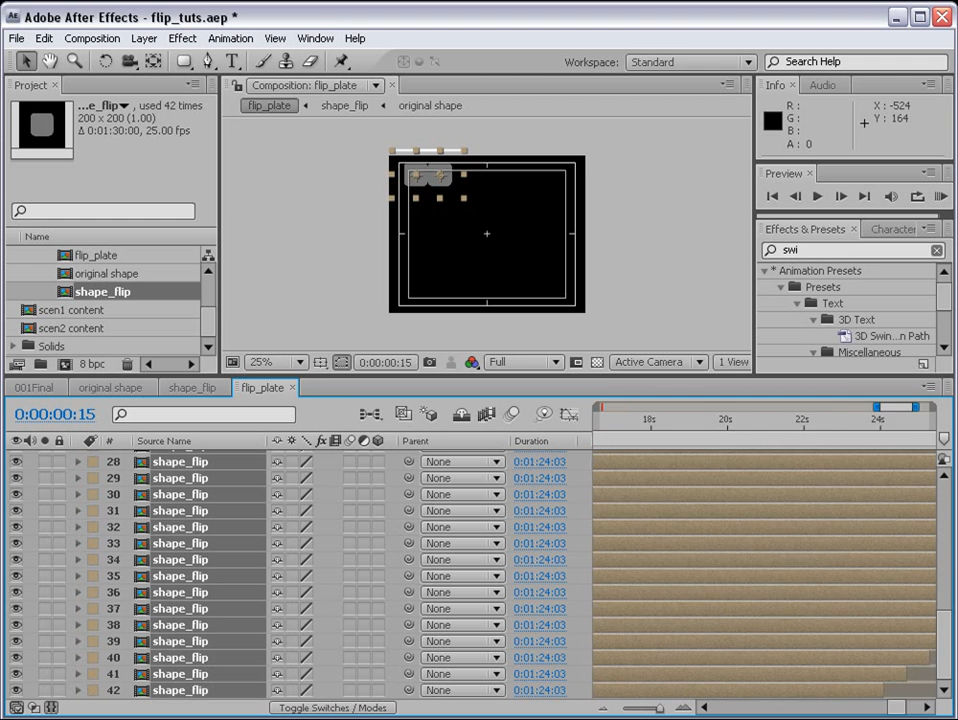 Adobe After Effects - flip_tuts.aep *
File Edit Composition Layer Effect Animation View Window Help
Workspace: Standard Search Help
Project
...e_flip, used 42 times
200 x 200 (1.00)
Δ 0:01:30:00, 25.00 fps
Name
flip_plate
original shape
shape_flip
scen1 content
scen2 content
Solids
8 bpc
Composition: flip_plate
flip_plate shape_flip original shape
25% 0:00:00:15 Full Active Camera 1 View
Info Audio
R :
G :
B :
A : 0
X : -524
Y : 164
Preview
Effects & Presets Character
swi
* Animation Presets
Presets
Text
3D Text
3D Swin...n Path
Miscellaneous
001Final original shape shape_flip flip_plate
0:00:00:15
18s 20s 22s 24s
# Source Name fx Parent Duration
28 shape_flip None 0:01:24:03
29 shape_flip None 0:01:24:03
30 shape_flip None 0:01:24:03
31 shape_flip None 0:01:24:03
32 shape_flip None 0:01:24:03
33 shape_flip None 0:01:24:03
34 shape_flip None 0:01:24:03
35 shape_flip None 0:01:24:03
36 shape_flip None 0:01:24:03
37 shape_flip None 0:01:24:03
38 shape_flip None 0:01:24:03
39 shape_flip None 0:01:24:03
40 shape_flip None 0:01:24:03
41 shape_flip None 0:01:24:03
42 shape_flip None 0:01:24:03
Toggle Switches / Modes